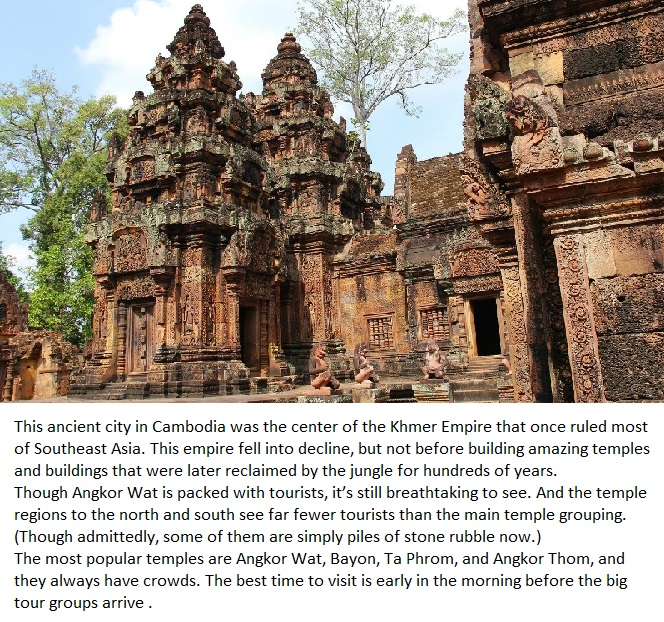 This ancient city in Cambodia was the center of the Khmer Empire that once ruled most
of Southeast Asia. This empire fell into decline, but not before building amazing temples
and buildings that were later reclaimed by the jungle for hundreds of years.
Though Angkor Wat is packed with tourists, it’s still breathtaking to see. And the temple
regions to the north and south see far fewer tourists than the main temple grouping.
(Though admittedly, some of them are simply piles of stone rubble now.)
The most popular temples are Angkor Wat, Bayon, Ta Phrom, and Angkor Thom, and
they always have crowds. The best time to visit is early in the morning before the big
tour groups arrive .